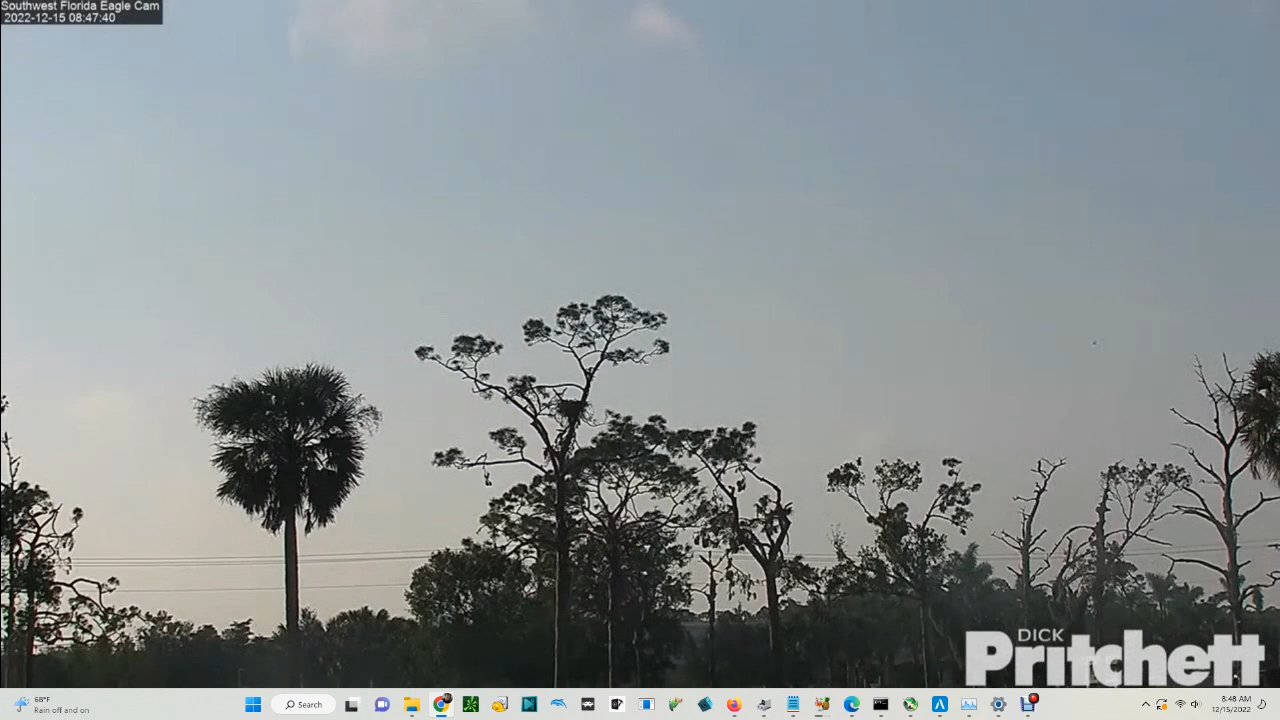 Southwest Florida Eagle Cam
2022-12-15 08:47:40
DICK
Pritchett
68°F
Rain off and on
Search
8:48 AM
12/15/2022